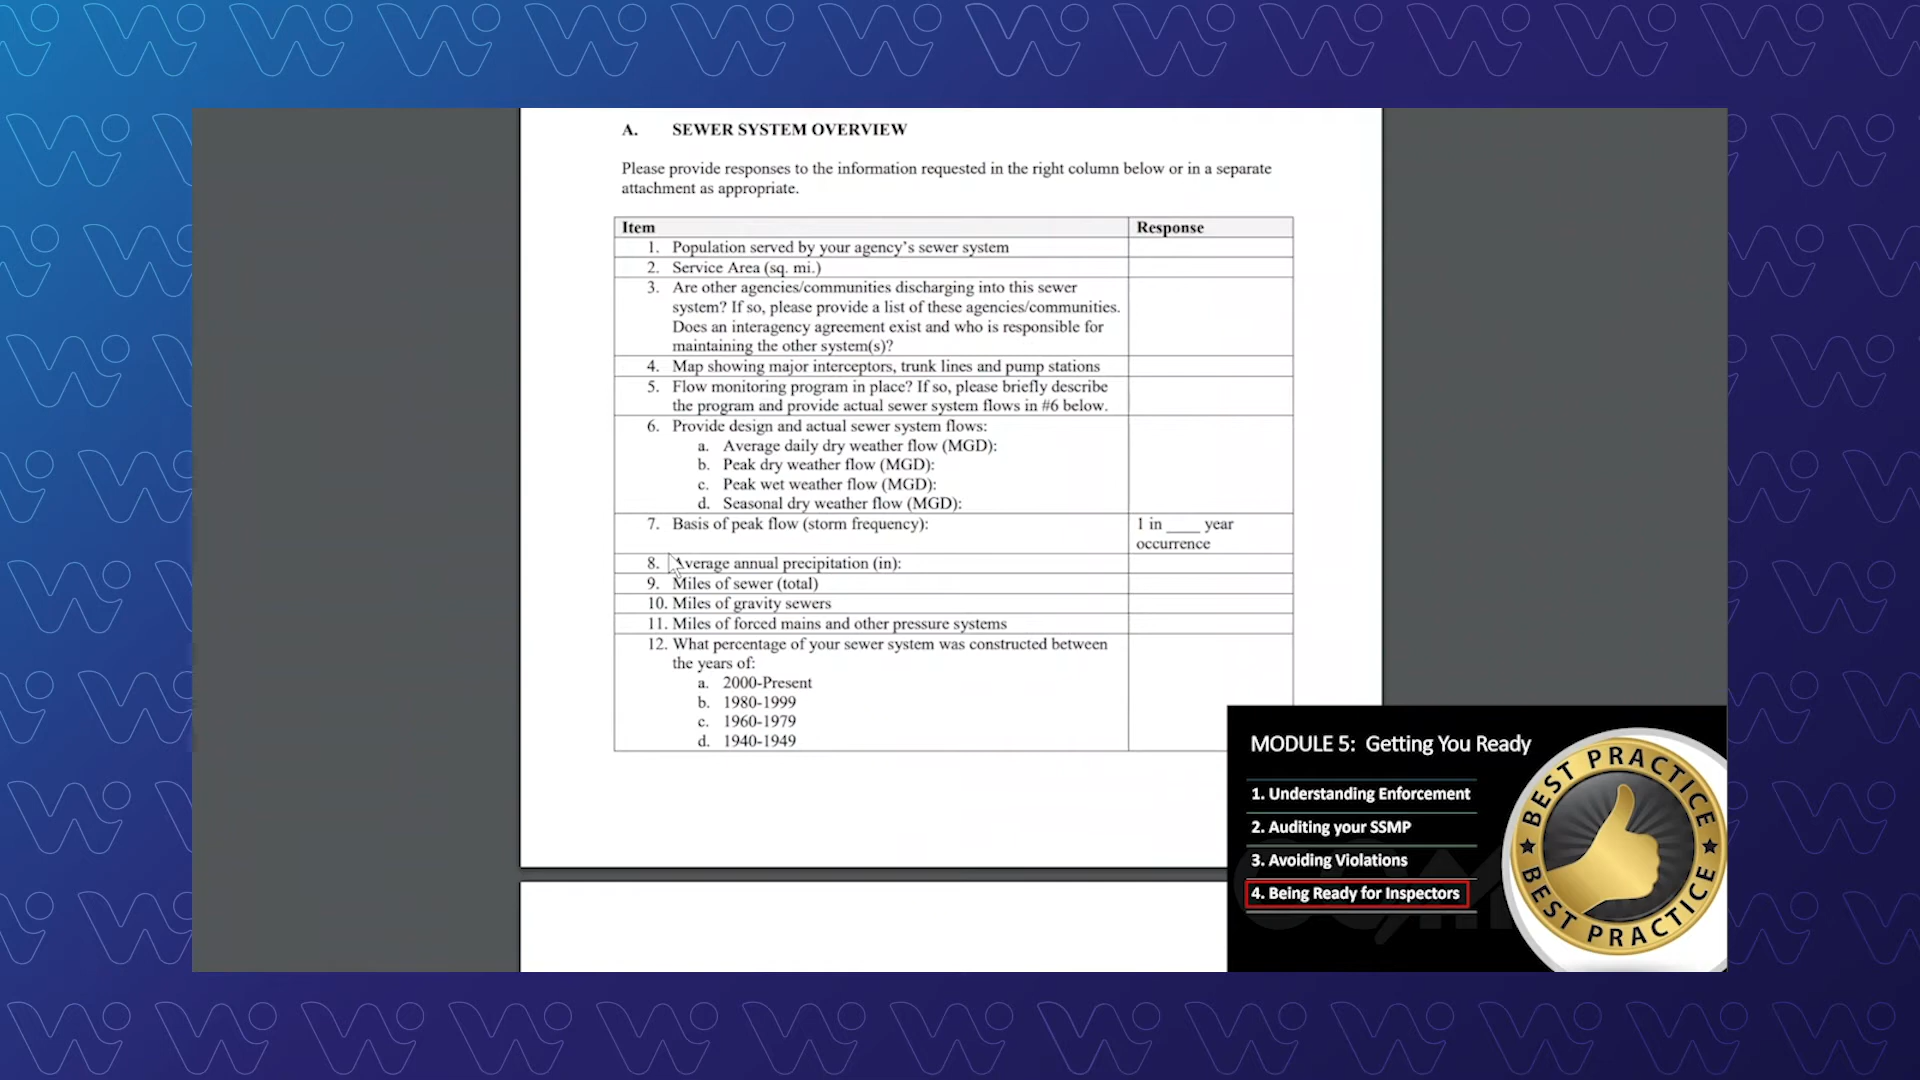 A. SEWER SYSTEM OVERVIEW
Please provide responses to the information requested in the right column below or in a separate
attachment as appropriate.
Item Response
1. Population served by your agency's sewer system
2. Service Area (sq. mi.)
3. Are other agencies/communities discharging into this sewer
system? If so, please provide a list of these agencies/communities.
Does an interagency agreement exist and who is responsible for
maintaining the other system(s)?
4. Map showing major interceptors, trunk lines and pump stations
5. Flow monitoring program in place? If so, please briefly describe
the program and provide actual sewer system flows in #6 below.
6. Provide design and actual sewer system flows:
a. Average daily dry weather flow (MGD):
b. Peak dry weather flow (MGD):
c. Peak wet weather flow (MGD):
d. Seasonal dry weather flow (MGD):
7. Basis of peak flow (storm frequency): 1 in ____ year
occurrence
8. Average annual precipitation (in):
9. Miles of sewer (total)
10. Miles of gravity sewers
11. Miles of forced mains and other pressure systems
12. What percentage of your sewer system was constructed between
the years of:
a. 2000-Present
b. 1980-1999
c. 1960-1979
d. 1940-1949
MODULE 5: Getting You Ready
1. Understanding Enforcement
2. Auditing your SSMP
3. Avoiding Violations
4. Being Ready for Inspectors
BEST PRACTICE
BEST PRACTICE